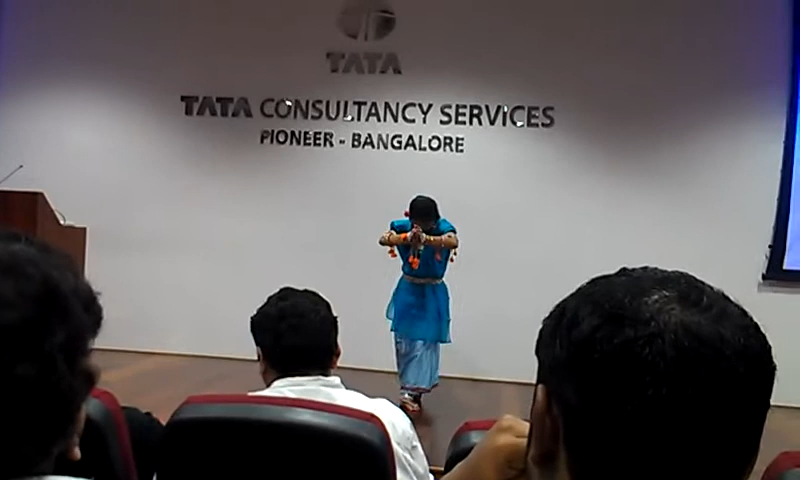 TATA
TATA CONSULTANCY SERVICES
PIONEER - BANGALORE